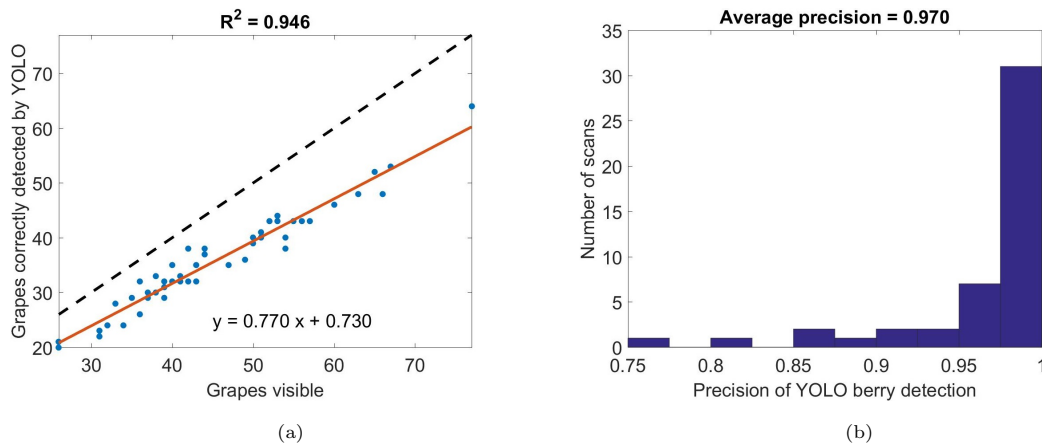 R² = 0.946
Grapes correctly detected by YOLO
70
60
50
40
30
20
30
40
50
60
70
y = 0.770 x + 0.730
Grapes visible
(a)
Average precision = 0.970
Number of scans
35
30
25
20
15
10
5
0
0.75
0.8
0.85
0.9
0.95
1
Precision of YOLO berry detection
(b)